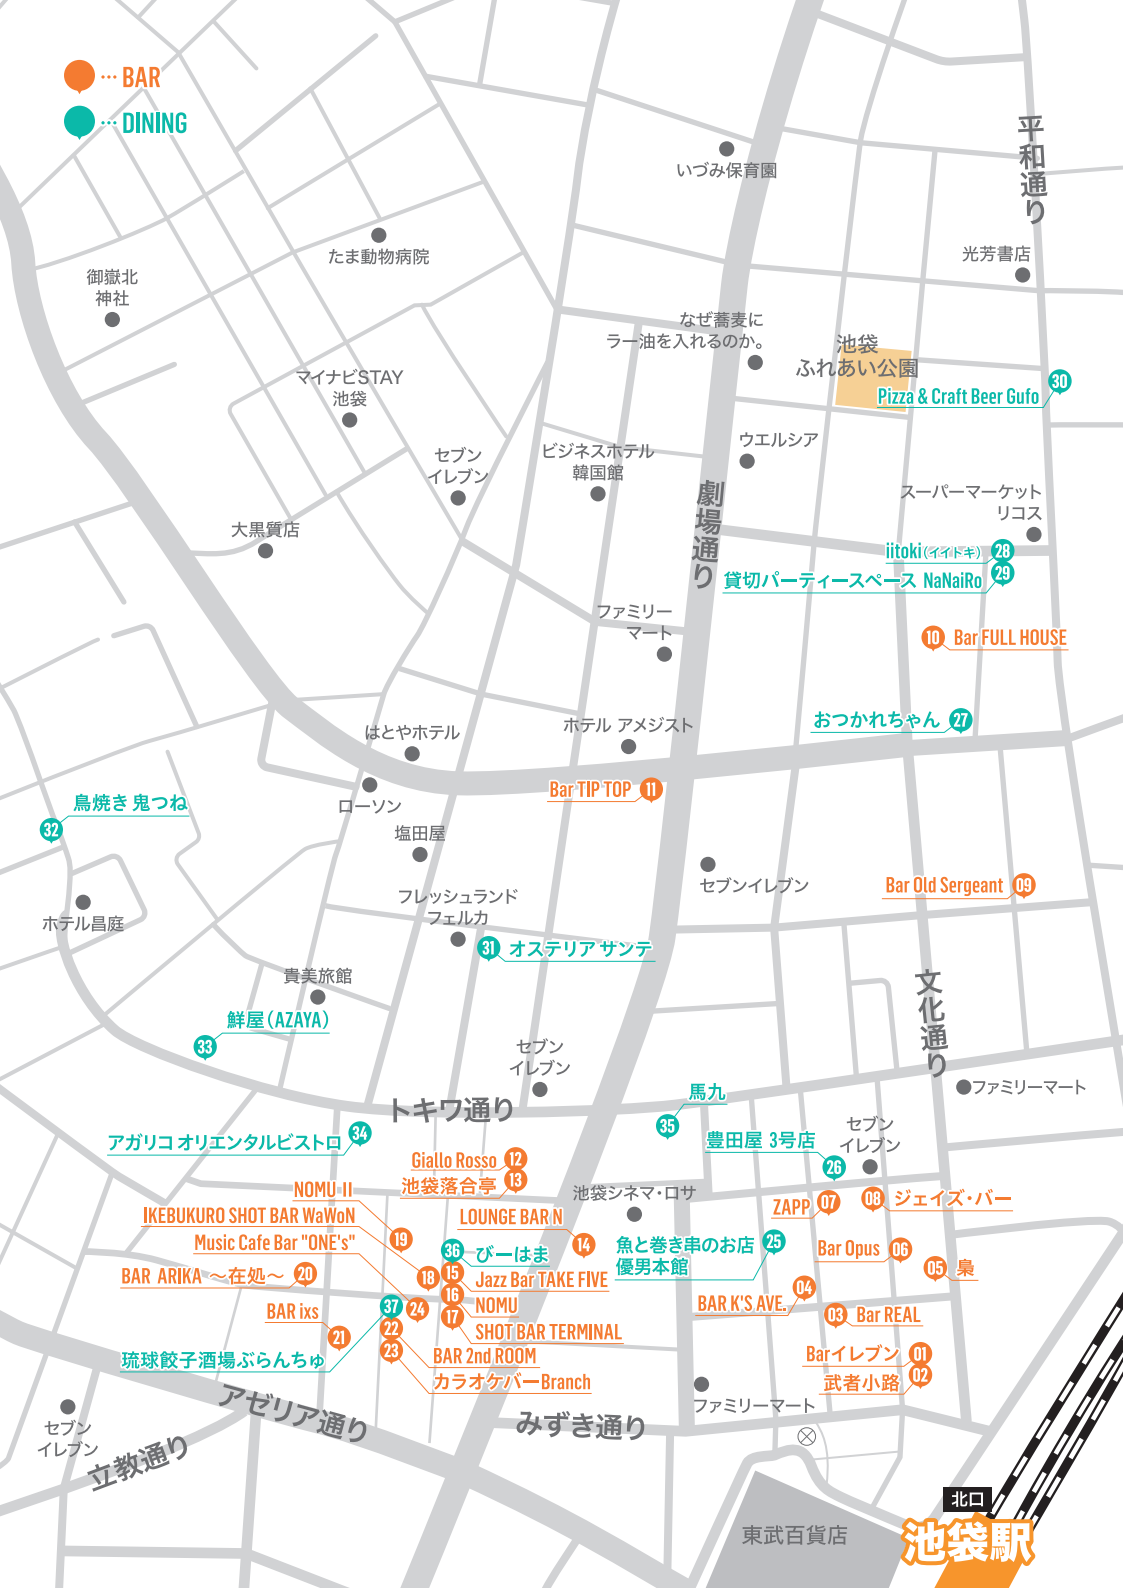 … BAR
… DINING
平和通り
いづみ保育園
光芳書店
たま動物病院
御嶽北
神社
なぜ蕎麦に
ラー油を入れるのか。
池袋
ふれあい公園
マイナビSTAY
池袋
30
Pizza & Craft Beer Gufo
セブン
イレブン
ビジネスホテル
韓国館
ウエルシア
劇場通り
スーパーマーケット
リコス
大黒質店
iitoki(イイトキ)
28
貸切パーティースペース NaNaiRo
29
ファミリー
マート
10
Bar FULL HOUSE
おつかれちゃん
27
はとやホテル
ホテル アメジスト
Bar TIP TOP
11
ローソン
鳥焼き 鬼つね
32
塩田屋
セブンイレブン
Bar Old Sergeant
09
フレッシュランド
フェルカ
ホテル昌庭
31
オステリア サンテ
貴美旅館
文化通り
鮮屋(AZAYA)
33
セブン
イレブン
ファミリーマート
トキワ通り
馬九
35
アガリコ オリエンタルビストロ
34
豊田屋 3号店
26
セブン
イレブン
Giallo Rosso
12
池袋落合亭
13
NOMU II
19
池袋シネマ・ロサ
ZAPP
07
08
ジェイズ・バー
IKEBUKURO SHOT BAR WaWoN
18
LOUNGE BAR N
14
Music Cafe Bar "ONE's"
24
36
びーはま
魚と巻き串のお店
優男本館
25
Bar Opus
06
05
梟
BAR ARIKA 〜在処〜
20
15
Jazz Bar TAKE FIVE
16
NOMU
17
SHOT BAR TERMINAL
BAR K'S AVE.
04
03
Bar REAL
BAR ixs
21
37
22
BAR 2nd ROOM
23
カラオケバーBranch
琉球餃子酒場ぶらんちゅ
Barイレブン
01
武者小路
02
アゼリア通り
みずき通り
ファミリーマート
セブン
イレブン
立教通り
北口
池袋駅
東武百貨店